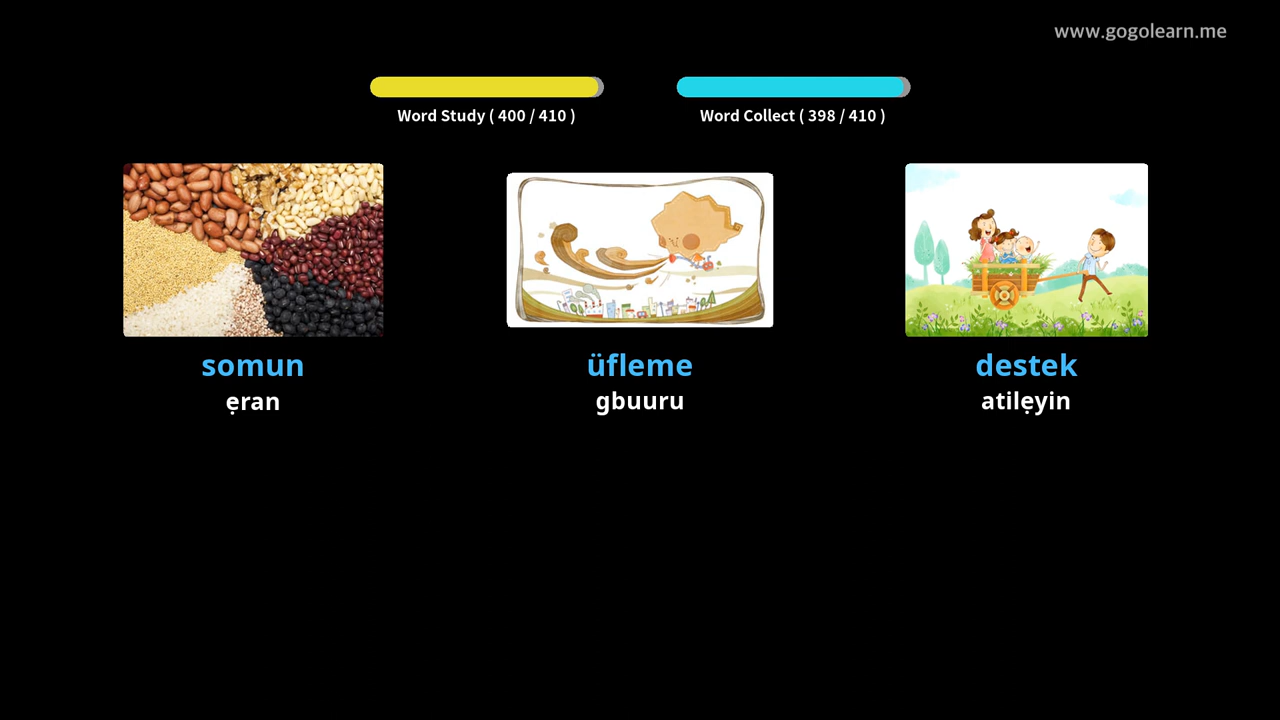 www.gogolearn.me
Word Study ( 400 / 410 )
Word Collect ( 398 / 410 )
somun
üfleme
destek
ẹran
gbuuru
atilẹyin